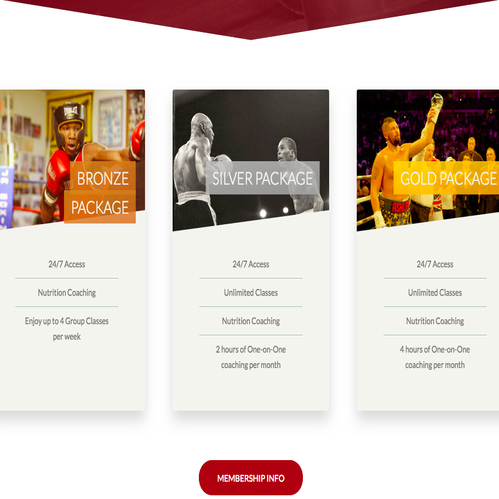 BRONZE
PACKAGE
24/7 Access
Nutrition Coaching
Enjoy up to 4 Group Classes
per week
SILVER PACKAGE
24/7 Access
Unlimited Classes
Nutrition Coaching
2 hours of One-on-One
coaching per month
GOLD PACKAGE
24/7 Access
Unlimited Classes
Nutrition Coaching
4 hours of One-on-One
coaching per month
MEMBERSHIP INFO